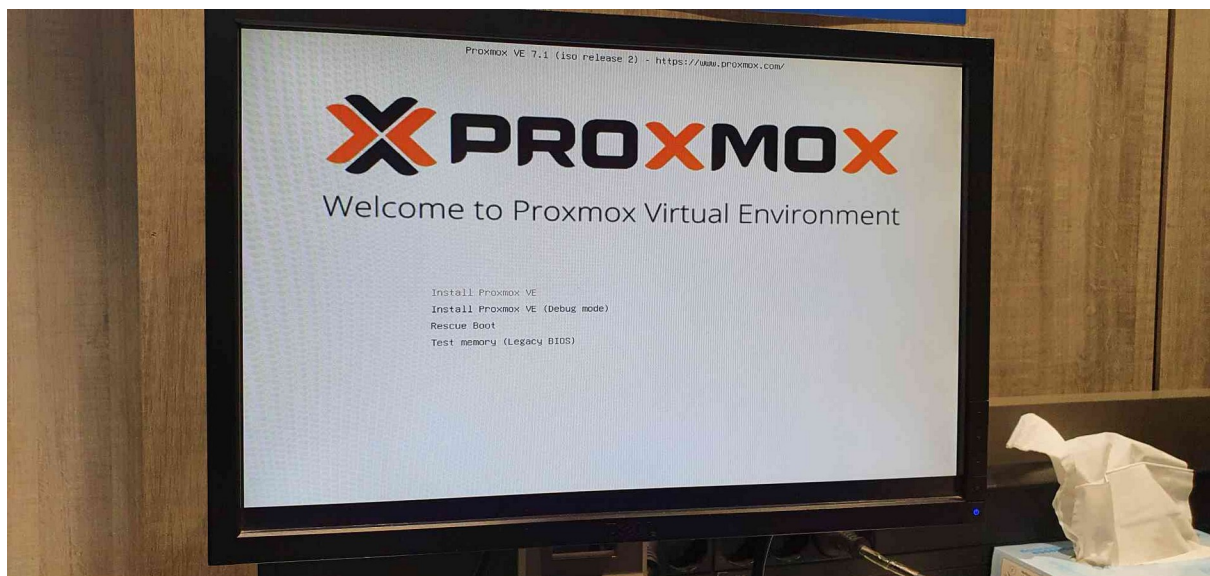 Proxmox VE 7.1 (iso release 2) - https://www.proxmox.com/
PROXMOX
Welcome to Proxmox Virtual Environment
Install Proxmox VE
Install Proxmox VE (Debug mode)
Rescue Boot
Test memory (Legacy BIOS)